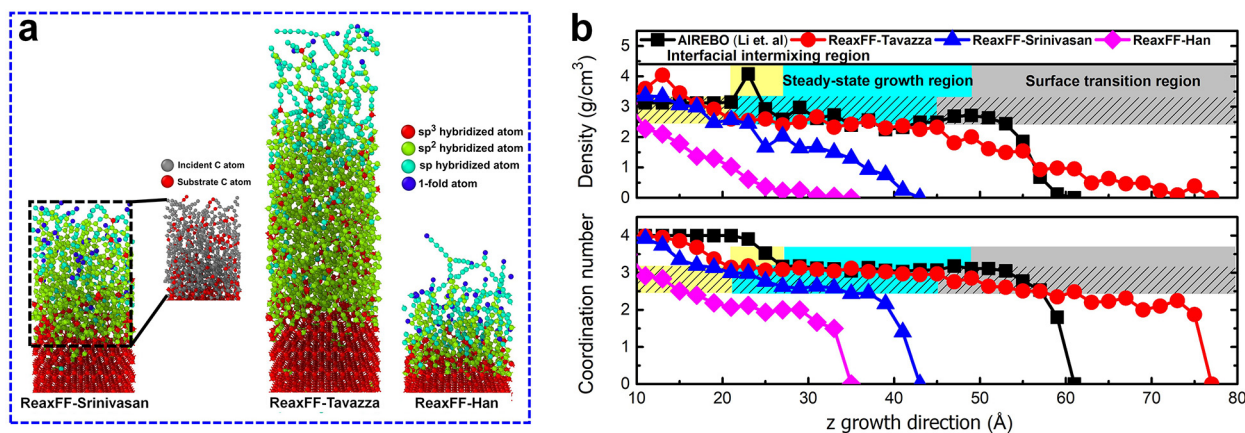 a
sp3 hybridized atom
sp2 hybridized atom
sp hybridized atom
1-fold atom
Incident C atom
Substrate C atom
ReaxFF-Srinivasan
ReaxFF-Tavazza
ReaxFF-Han
b
AIREBO (Li et. al) ReaxFF-Tavazza ReaxFF-Srinivasan ReaxFF-Han
Interfacial intermixing region
Steady-state growth region
Surface transition region
Density (g/cm3)
5
4
3
2
1
0
Coordination number
4
3
2
1
0
10 20 30 40 50 60 70 80
z growth direction (Å)